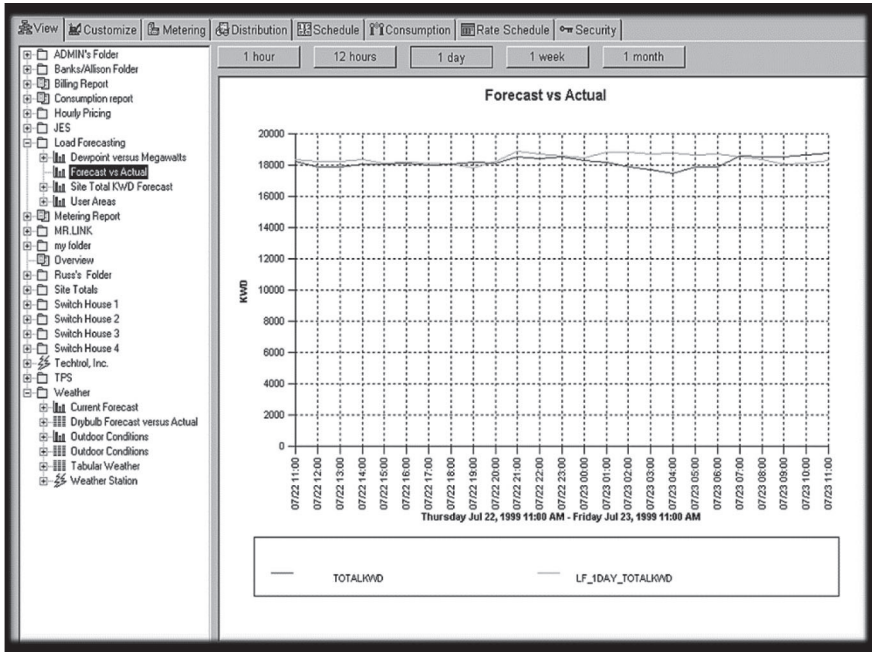 View Customize Metering Distribution Schedule Consumption Rate Schedule Security
1 hour 12 hours 1 day 1 week 1 month
ADMIN's Folder
Banks/Allison Folder
Billing Report
Consumption report
Hourly Pricing
JES
Load Forecasting
Dewpoint versus Megawatts
Forecast vs Actual
Site Total KWD Forecast
User Areas
Metering Report
MR.LINK
my folder
Overview
Russ's Folder
Site Totals
Switch House 1
Switch House 2
Switch House 3
Switch House 4
Techtrol, Inc.
TPS
Weather
Current Forecast
Drybulb Forecast versus Actual
Outdoor Conditions
Outdoor Conditions
Tabular Weather
Weather Station
Forecast vs Actual
20000
18000
16000
14000
12000
10000
8000
6000
4000
2000
0
KWD
07/22 11:00
07/22 12:00
07/22 13:00
07/22 14:00
07/22 15:00
07/22 16:00
07/22 17:00
07/22 18:00
07/22 19:00
07/22 20:00
07/22 21:00
07/22 22:00
07/22 23:00
07/23 00:00
07/23 01:00
07/23 02:00
07/23 03:00
07/23 04:00
07/23 05:00
07/23 06:00
07/23 07:00
07/23 08:00
07/23 09:00
07/23 10:00
07/23 11:00
Thursday Jul 22, 1999 11:00 AM - Friday Jul 23, 1999 11:00 AM
TOTALKWD LF_1DAY_TOTALKWD